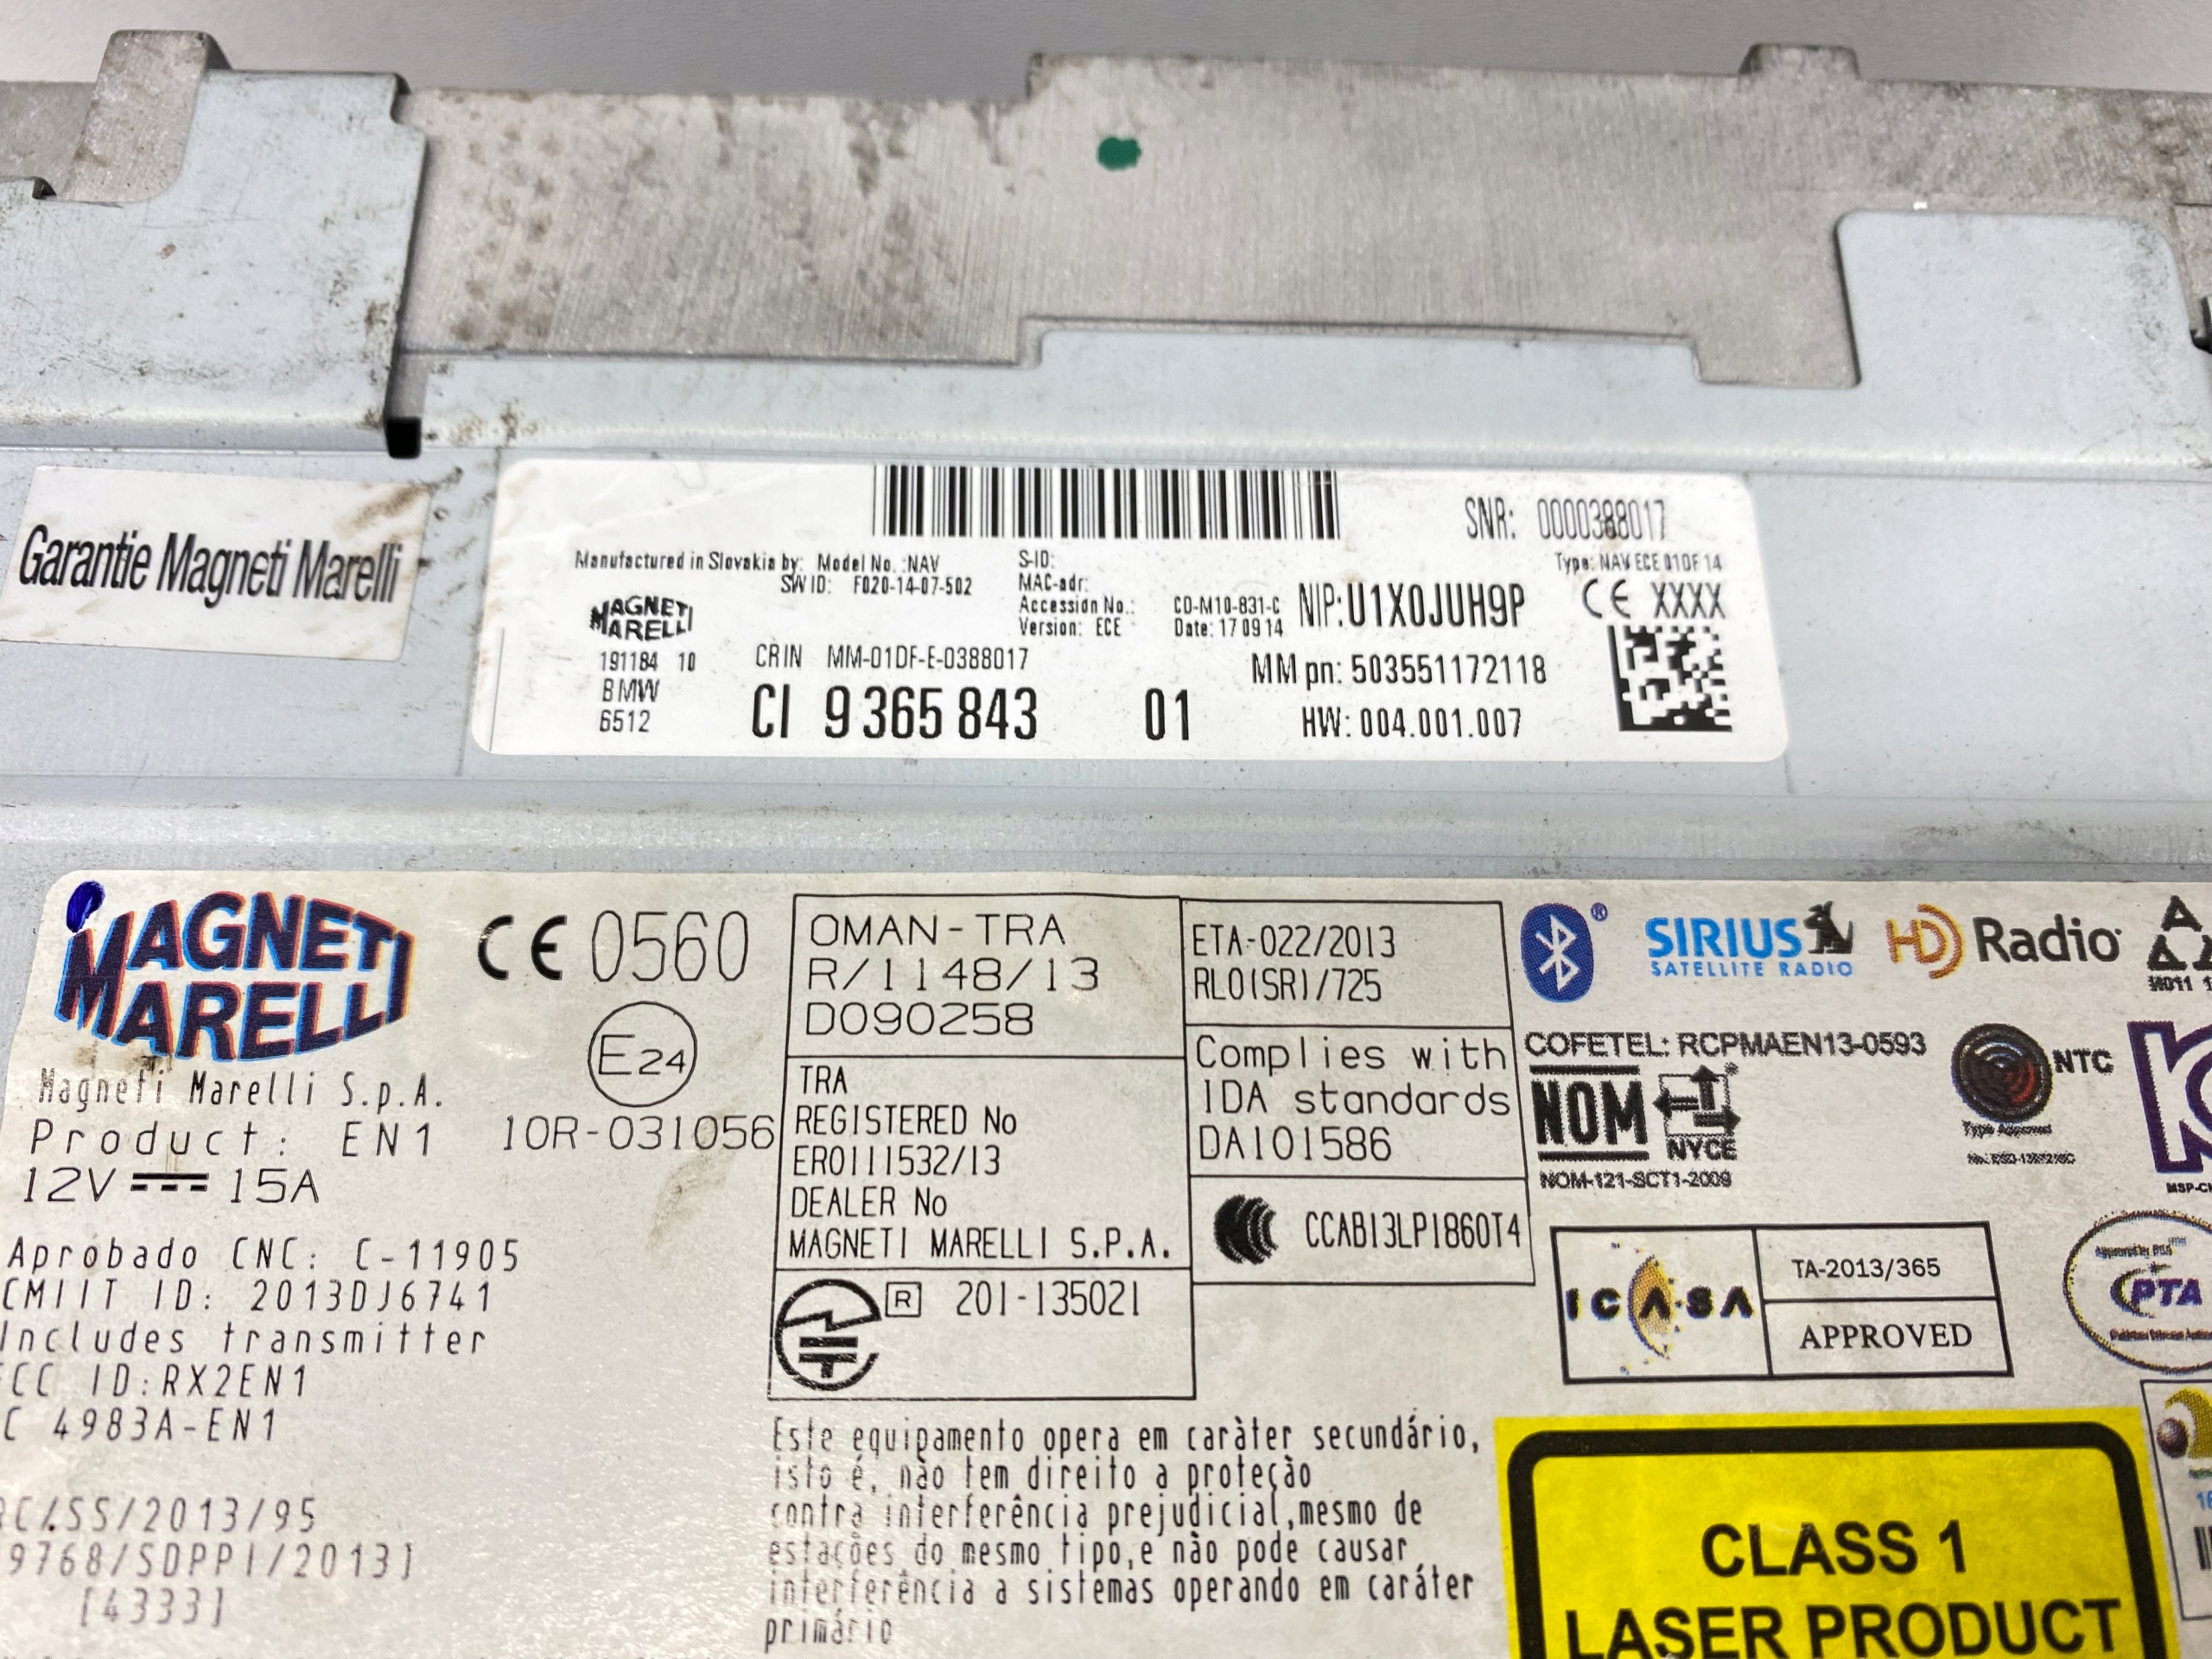 Garantie Magneti Marelli
SNR: 0000388017
Manufactured in Slovakia by: Model No. :NAV
S-ID:
Type: NAV ECE 01DF 14
SW ID: F020-14-07-502
MAC-adr:
MAGNETI
MARELLI
Accession No.: CD-M10-831-C
NIP:U1X0JUH9P
CE XXXX
Version: ECE Date: 17 09 14
191184 10
CRIN MM-01DF-E-0388017
MM pn: 503551172118
BMW
6512
CI 9 365 843 01
HW: 004.001.007
MAGNETI
MARELLI
Magneti Marelli S.p.A.
Product: EN1
12V 15A
CE 0560
E24
10R-031056
Aprobado CNC: C-11905
CMIIT ID: 2013DJ6741
Includes transmitter
FCC ID:RX2EN1
C 4983A-EN1
/SS/2013/95
9768/SDPPI/2013]
[4333]
OMAN-TRA
R/1148/13
D090258
TRA
REGISTERED No
ER0111532/13
DEALER No
MAGNETI MARELLI S.P.A.
R 201-135021
ETA-022/2013
RLO(SR)/725
Complies with
IDA standards
DA101586
CCAB13LP1860T4
Este equipamento opera em caràter secundário,
isto é, não tem direito a proteção
contra interferência prejudicial,mesmo de
estações do mesmo tipo,e não pode causar
interferência a sistemas operando em caráter
primário
® SIRIUS
SATELLITE RADIO
HD Radio
COFETEL: RCPMAEN13-0593
NOM
NYCE
NOM-121-SCT1-2009
NTC
Type Approved
MSP-C
ICASA
TA-2013/365
APPROVED
PTA
CLASS 1
LASER PRODUCT